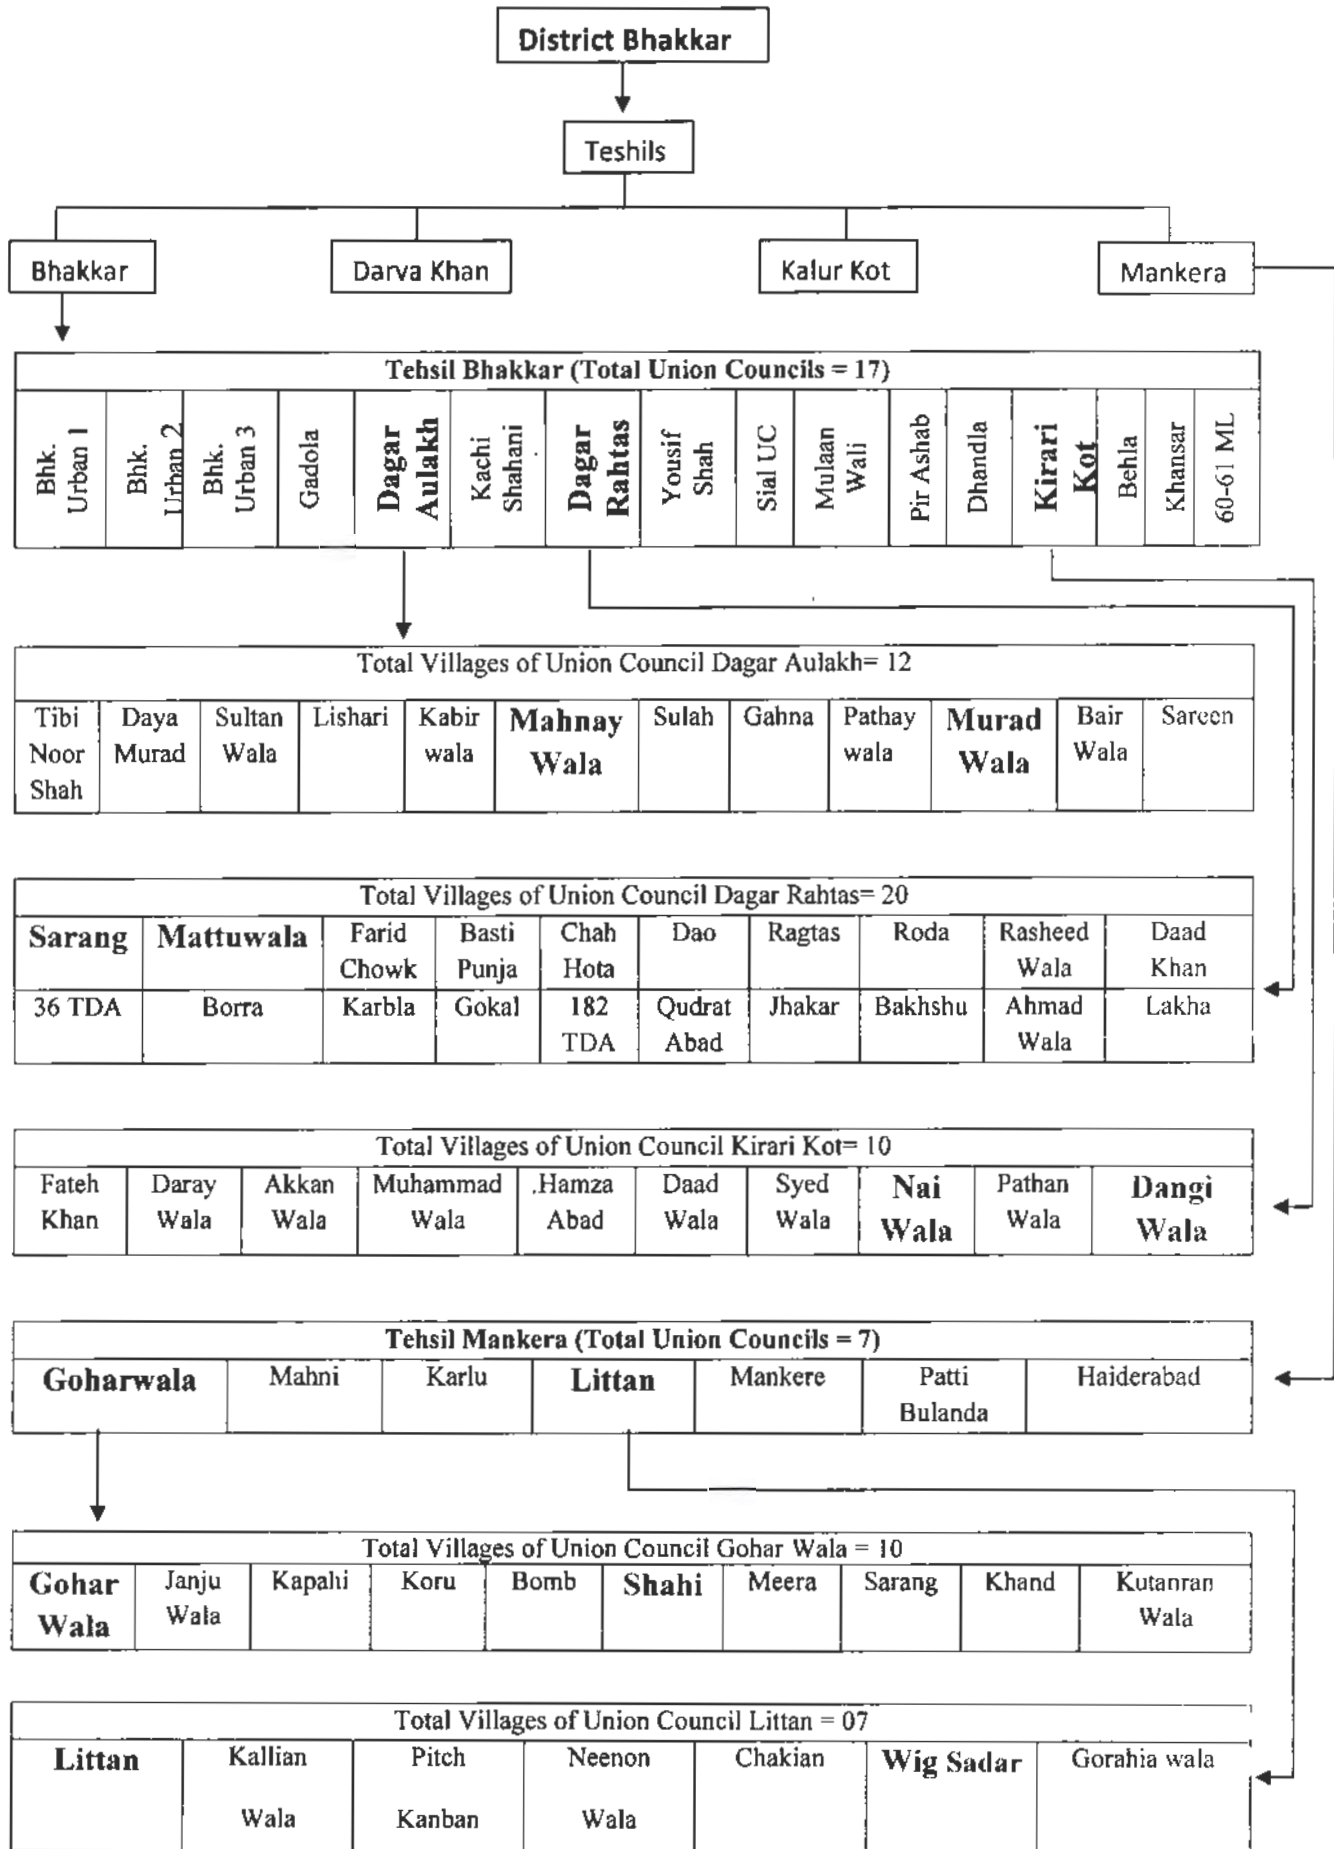 District Bhakkar
Teshils
Bhakkar
Darva Khan
Kalur Kot
Mankera
Tehsil Bhakkar (Total Union Councils = 17)
Bhk.
Urban 1
Bhk.
Urban 2
Bhk.
Urban 3
Gadola
Dagar
Aulakh
Kachi
Shahani
Dagar
Rahtas
Yousif
Shah
Sial UC
Mulaan
Wali
Pir Ashab
Dhandla
Kirari
Kot
Behla
Khansar
60-61 ML
Total Villages of Union Council Dagar Aulakh= 12
Tibi
Noor
Shah
Daya
Murad
Sultan
Wala
Lishari
Kabir
wala
Mahnay
Wala
Sulah
Gahna
Pathay
wala
Murad
Wala
Bair
Wala
Sareen
Total Villages of Union Council Dagar Rahtas= 20
Sarang
Mattuwala
Farid
Chowk
Basti
Punja
Chah
Hota
Dao
Ragtas
Roda
Rasheed
Wala
Daad
Khan
36 TDA
Borra
Karbla
Gokal
182
TDA
Qudrat
Abad
Jhakar
Bakhshu
Ahmad
Wala
Lakha
Total Villages of Union Council Kirari Kot= 10
Fateh
Khan
Daray
Wala
Akkan
Wala
Muhammad
Wala
Hamza
Abad
Daad
Wala
Syed
Wala
Nai
Wala
Pathan
Wala
Dangi
Wala
Tehsil Mankera (Total Union Councils = 7)
Goharwala
Mahni
Karlu
Littan
Mankere
Patti
Bulanda
Haiderabad
Total Villages of Union Council Gohar Wala = 10
Gohar
Wala
Janju
Wala
Kapahi
Koru
Bomb
Shahi
Meera
Sarang
Khand
Kutanran
Wala
Total Villages of Union Council Littan = 07
Littan
Kallian
Wala
Pitch
Kanban
Neenon
Wala
Chakian
Wig Sadar
Gorahia wala